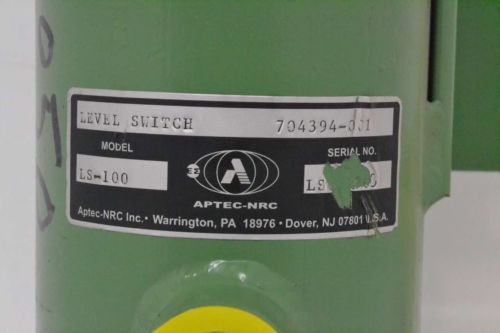 LEVEL SWITCH 704394-001
MODEL SERIAL NO.
LS-100
APTEC-NRC
Aptec-NRC Inc. • Warrington, PA 18976 • Dover, NJ 07801 U.S.A.